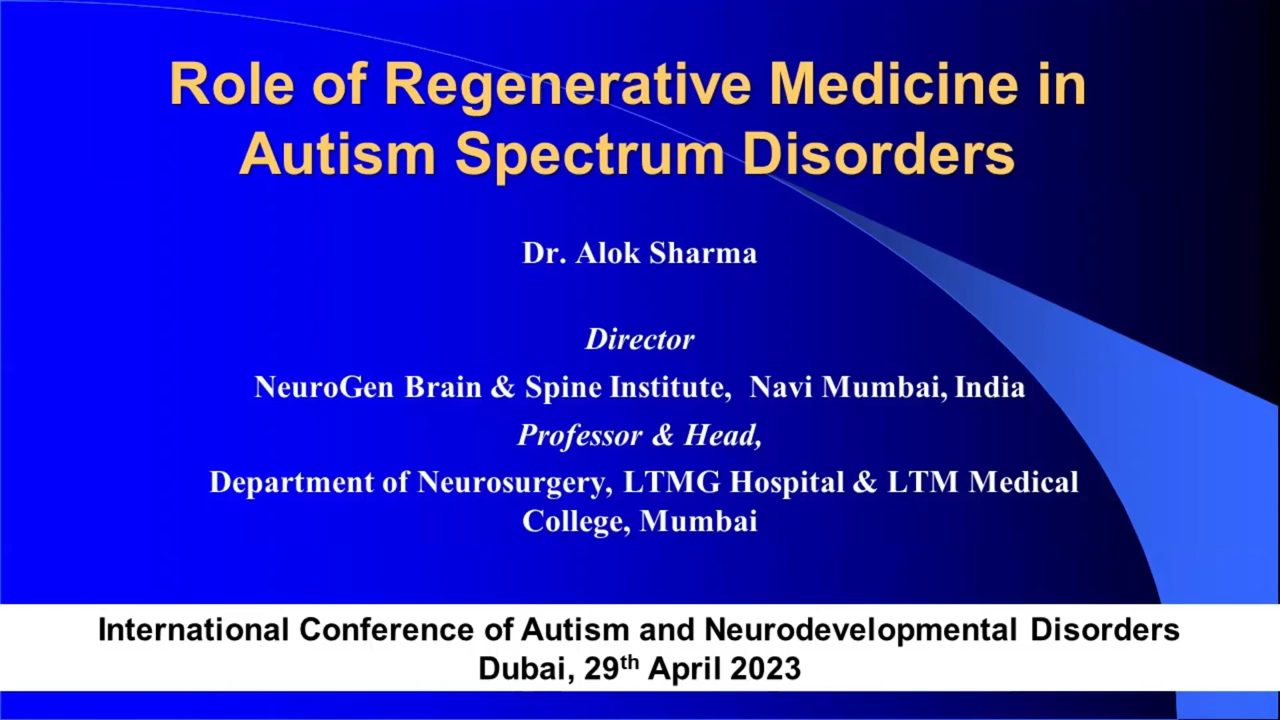 Role of Regenerative Medicine in
Autism Spectrum Disorders
Dr. Alok Sharma
Director
NeuroGen Brain & Spine Institute, Navi Mumbai, India
Professor & Head,
Department of Neurosurgery, LTMG Hospital & LTM Medical
College, Mumbai
International Conference of Autism and Neurodevelopmental Disorders
Dubai, 29th April 2023